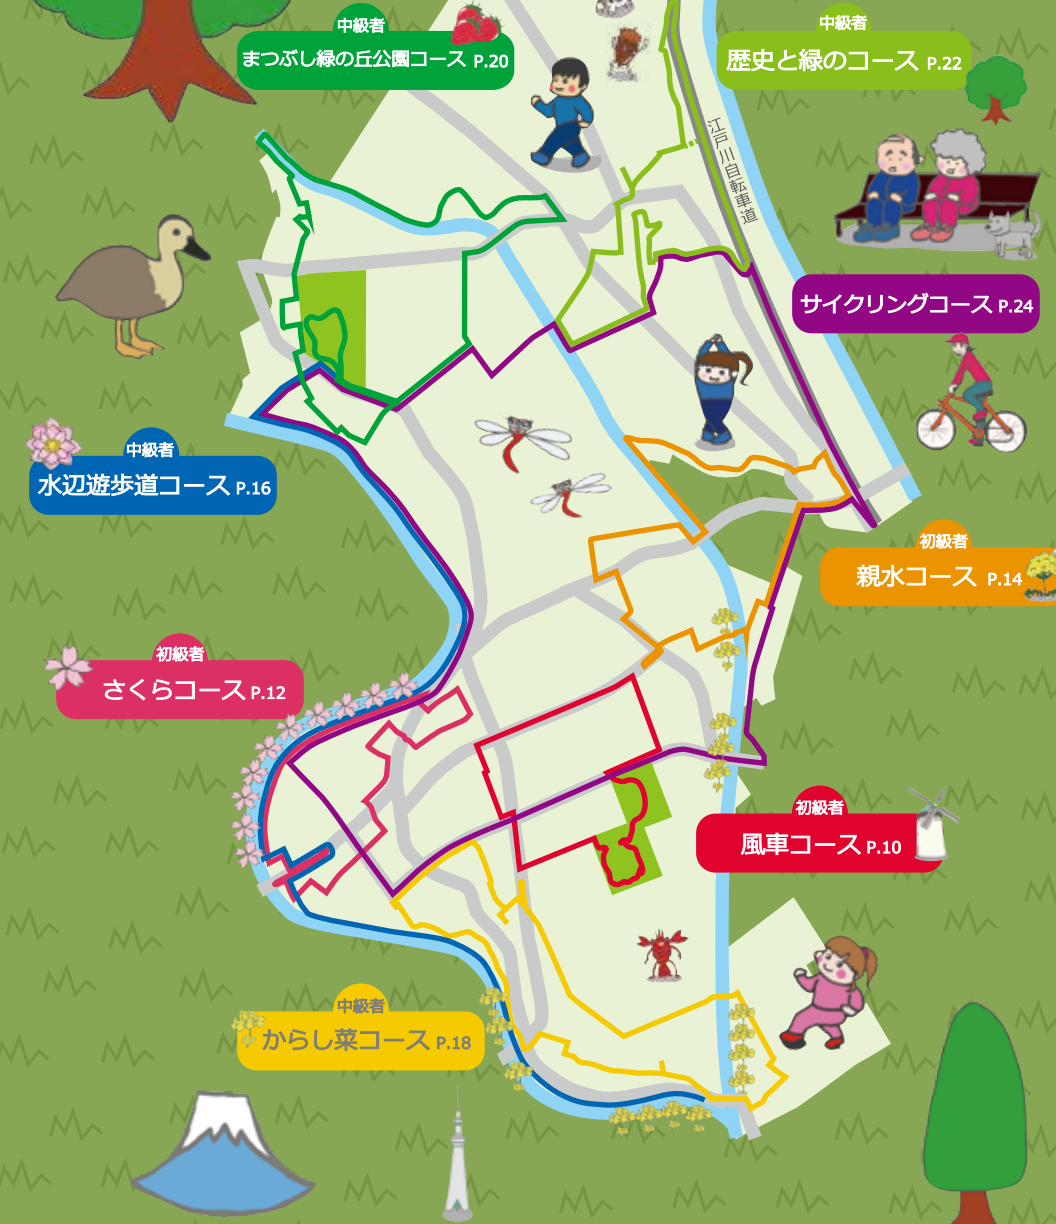 中級者
まつぶし緑の丘公園コース P.20
中級者
歴史と緑のコース P.22
江戸川自転車道
サイクリングコース P.24
中級者
水辺遊歩道コース P.16
初級者
親水コース P.14
初級者
さくらコース P.12
初級者
風車コース P.10
中級者
からし菜コース P.18